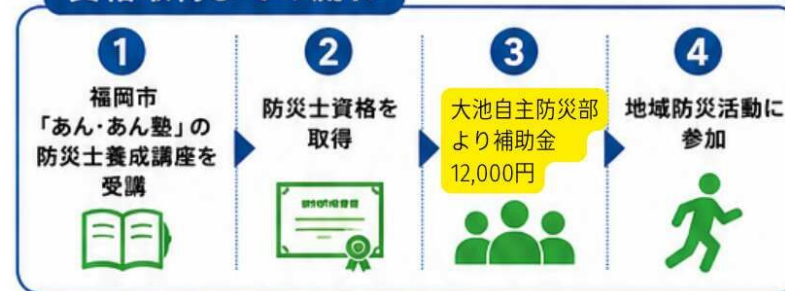 1
福岡市
「あん・あん塾」の
防災士養成講座を
受講
2
防災士資格を
取得
3
大池自主防災部
より補助金
12,000円
4
地域防災活動に
参加